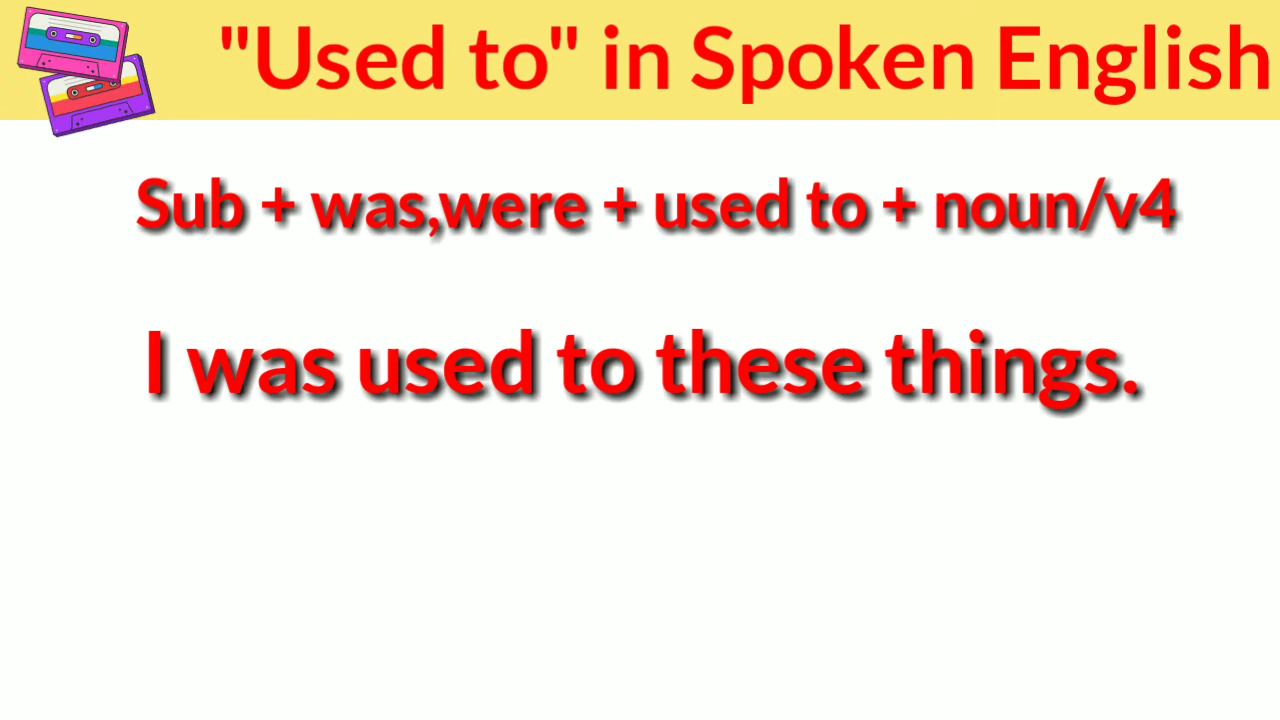 "Used to" in Spoken English
Sub + was,were + used to + noun/v4
I was used to these things.